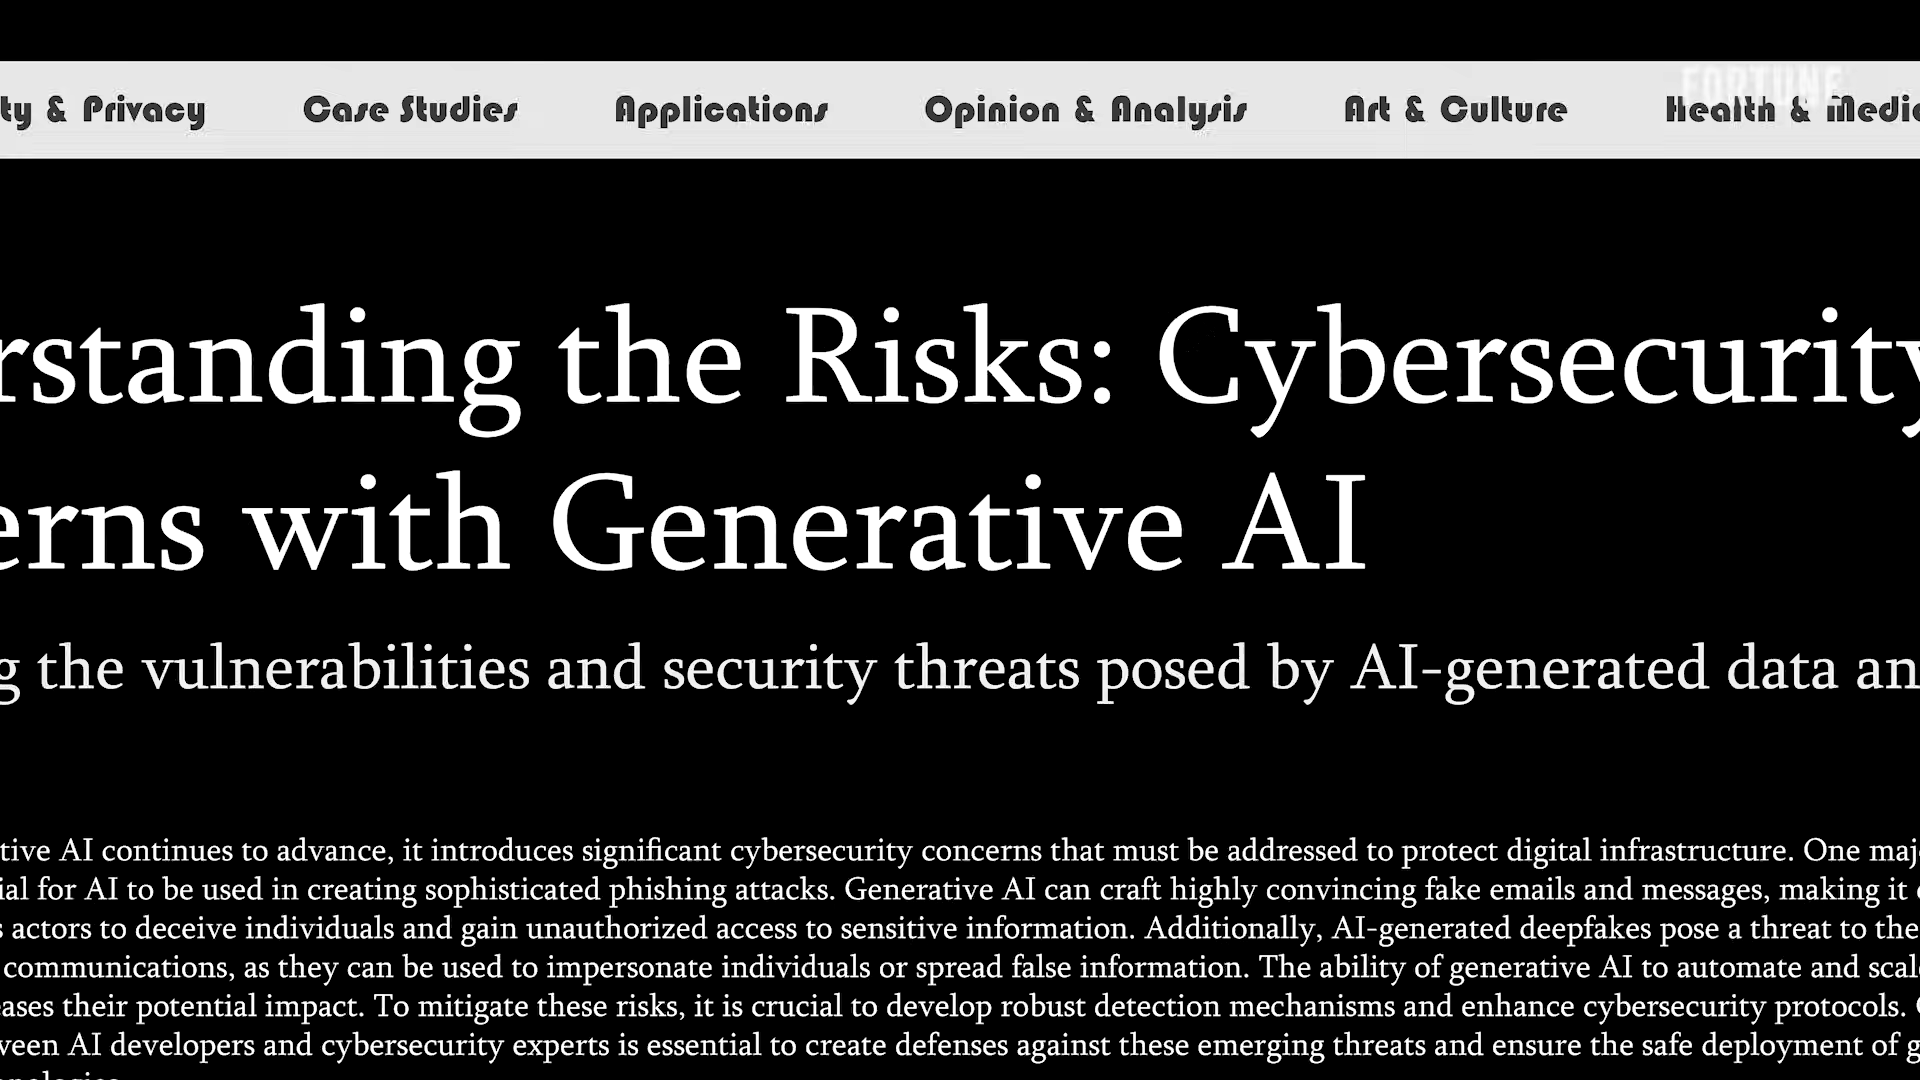 FORTUNE
ty & Privacy Case Studies Applications Opinion & Analysis Art & Culture Health & Medic
rstanding the Risks: Cybersecurity
erns with Generative AI
g the vulnerabilities and security threats posed by AI-generated data an
tive AI continues to advance, it introduces significant cybersecurity concerns that must be addressed to protect digital infrastructure. One maj
ial for AI to be used in creating sophisticated phishing attacks. Generative AI can craft highly convincing fake emails and messages, making it
s actors to deceive individuals and gain unauthorized access to sensitive information. Additionally, AI-generated deepfakes pose a threat to the
communications, as they can be used to impersonate individuals or spread false information. The ability of generative AI to automate and scal
eases their potential impact. To mitigate these risks, it is crucial to develop robust detection mechanisms and enhance cybersecurity protocols.
ween AI developers and cybersecurity experts is essential to create defenses against these emerging threats and ensure the safe deployment of g